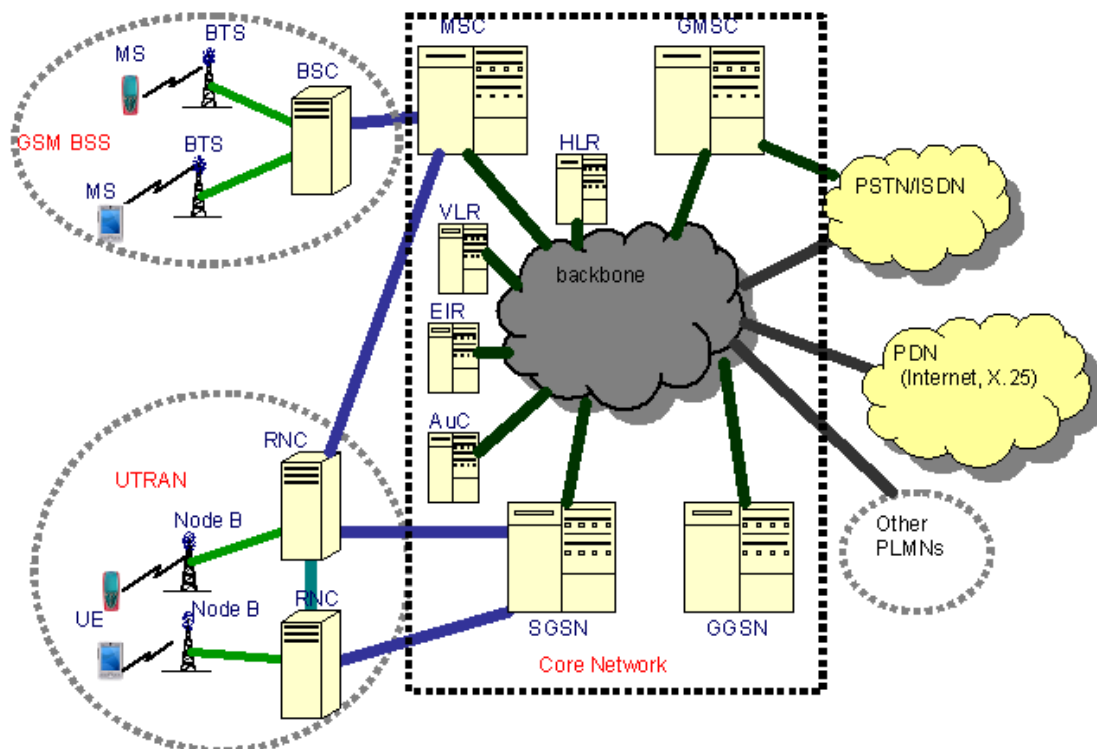 MSC
GMSC
BTS
MS
BSC
GSM BSS
BTS
MS
HLR
PSTN/ISDN
VLR
backbone
EIR
PDN
(Internet, X.25)
AuC
RNC
UTRAN
Node B
Other
PLMNs
UE
Node B
RNC
SGSN
GGSN
Core Network